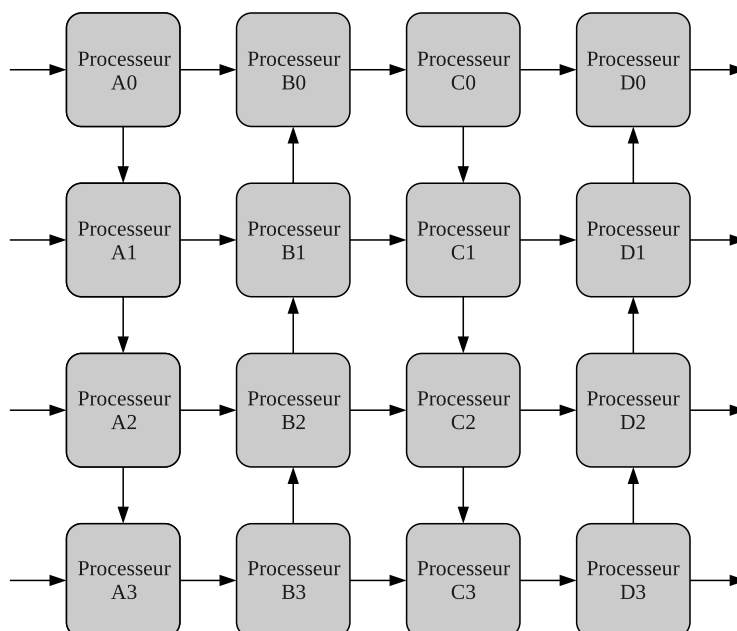 Processeur
A0
Processeur
B0
Processeur
C0
Processeur
D0
Processeur
A1
Processeur
B1
Processeur
C1
Processeur
D1
Processeur
A2
Processeur
B2
Processeur
C2
Processeur
D2
Processeur
A3
Processeur
B3
Processeur
C3
Processeur
D3